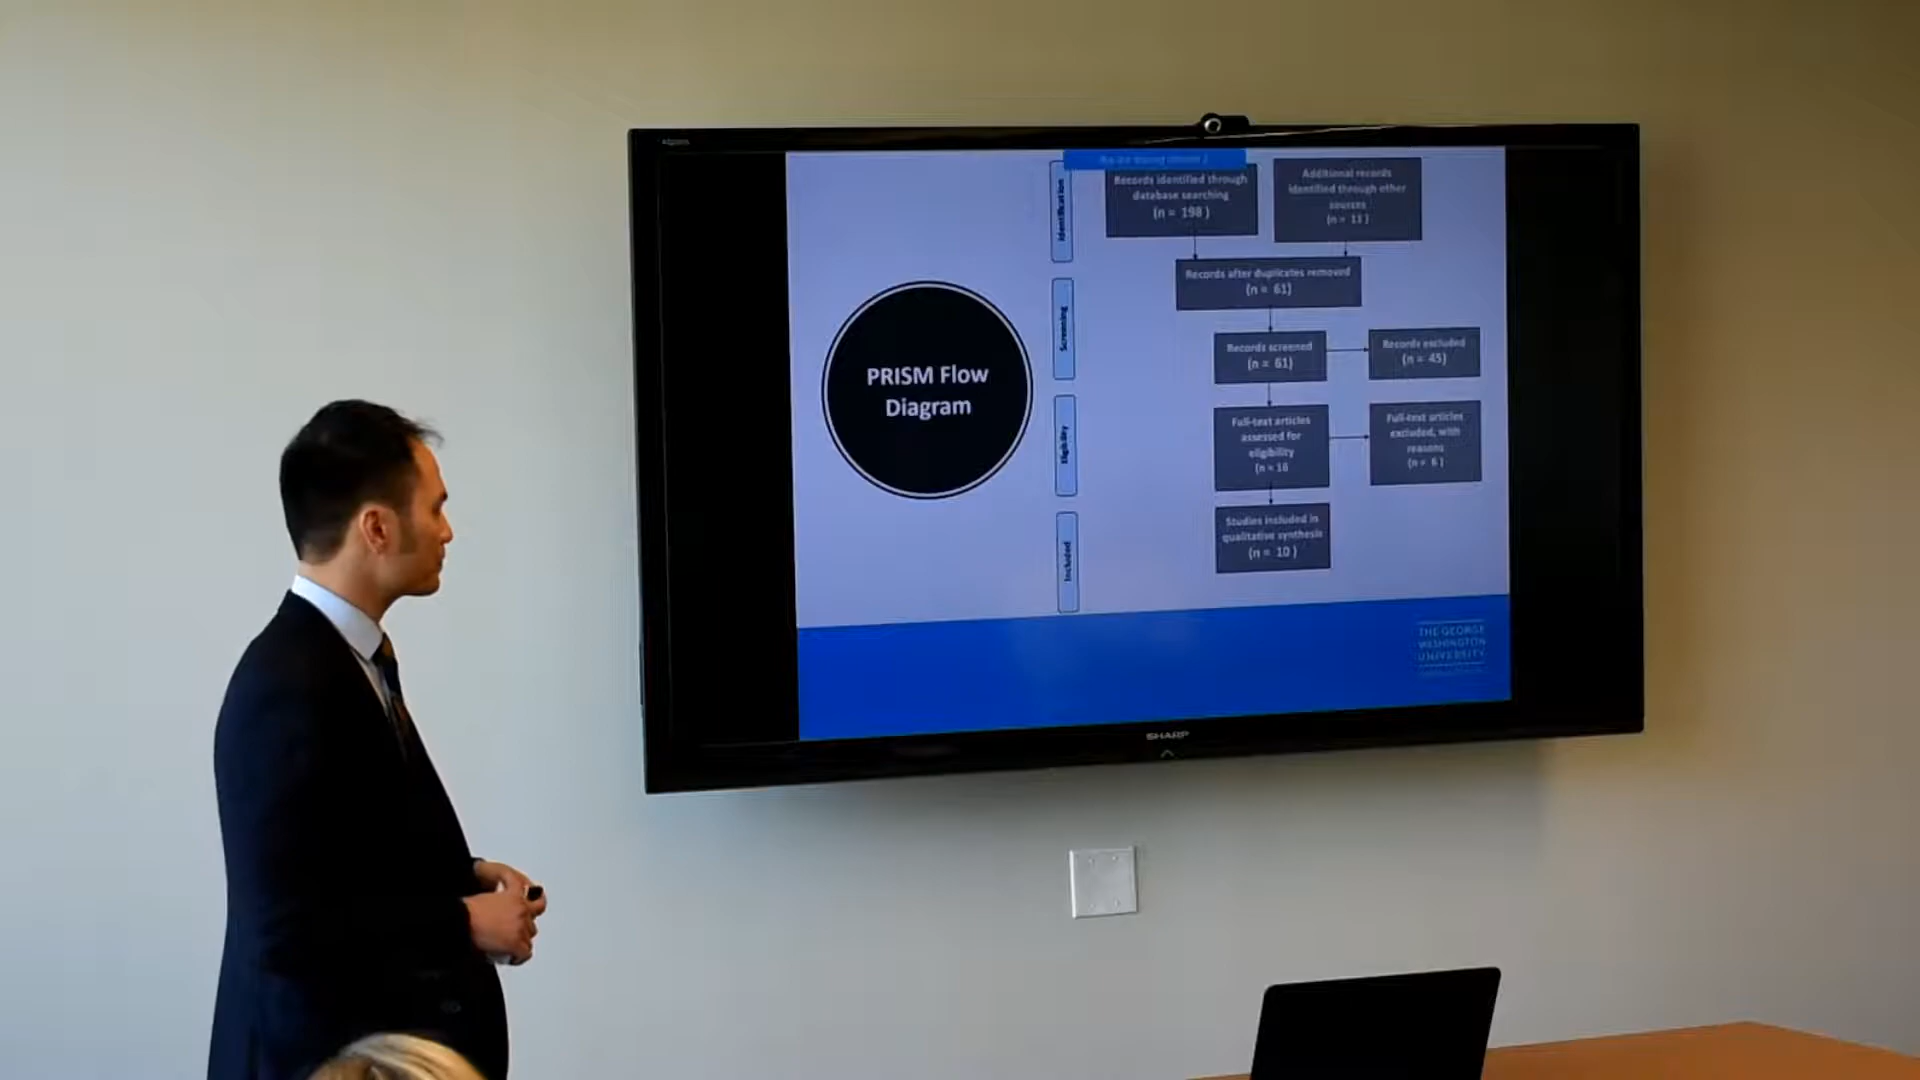 Identification
Records identified through
database searching
(n = 198 )
Additional records
identified through other
sources
(n = 11 )
Records after duplicates removed
(n = 61)
PRISM Flow
Diagram
Screening
Records screened
(n = 61)
Records excluded
(n = 45)
Eligibility
Full-text articles
assessed for
eligibility
(n = 16
Full-text articles
excluded, with
reasons
(n = 6 )
Included
Studies included in
qualitative synthesis
(n = 10 )
THE GEORGE
WASHINGTON
UNIVERSITY
SHARP